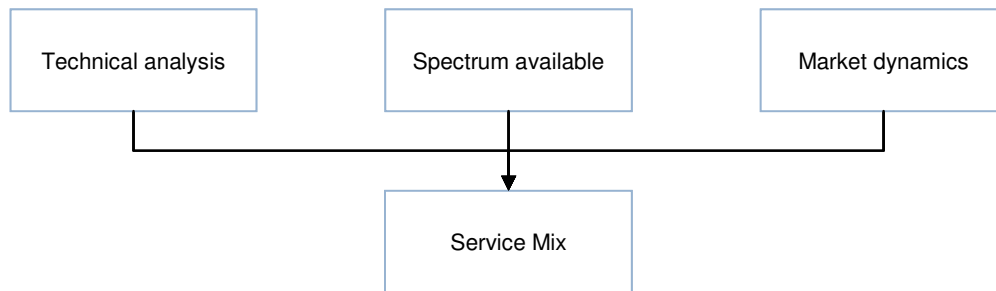 Technical analysis
Spectrum available
Market dynamics
Service Mix